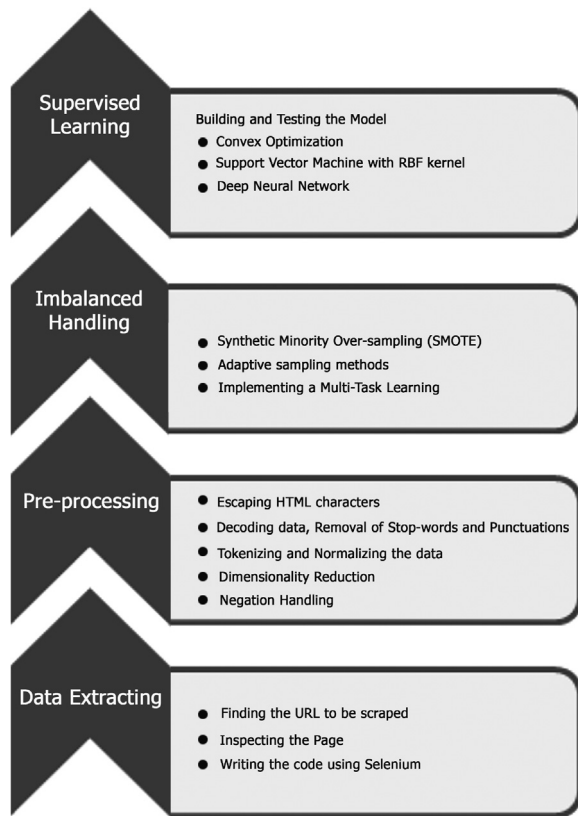 Supervised
Learning
Building and Testing the Model
● Convex Optimization
● Support Vector Machine with RBF kernel
● Deep Neural Network
Imbalanced
Handling
● Synthetic Minority Over-sampling (SMOTE)
● Adaptive sampling methods
● Implementing a Multi-Task Learning
Pre-processing
● Escaping HTML characters
● Decoding data, Removal of Stop-words and Punctuations
● Tokenizing and Normalizing the data
● Dimensionality Reduction
● Negation Handling
Data Extracting
● Finding the URL to be scraped
● Inspecting the Page
● Writing the code using Selenium